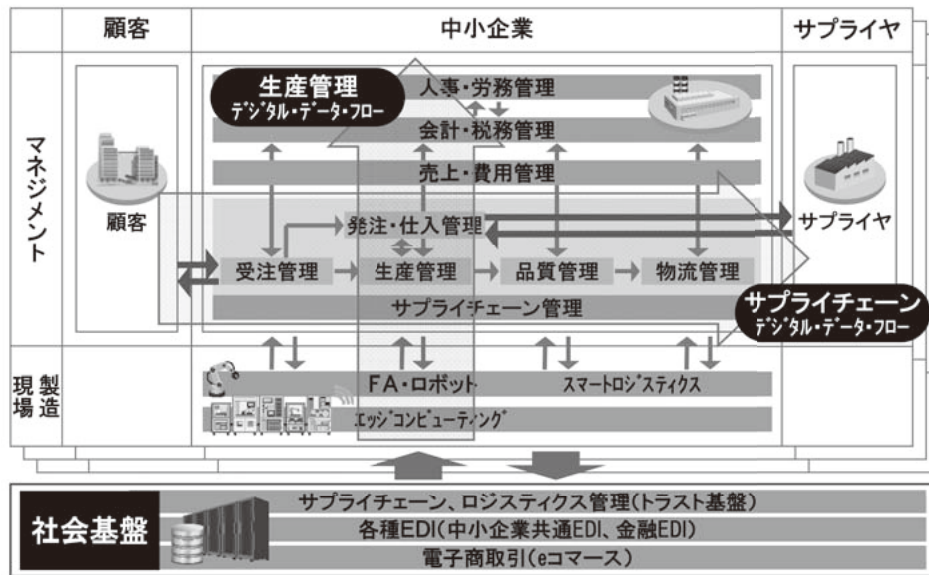 顧客
中小企業
サプライヤ
マネジメント
生産管理
デジタル・データ・フロー
人事・労務管理
会計・税務管理
売上・費用管理
顧客
サプライヤ
発注・仕入管理
受注管理
生産管理
品質管理
物流管理
サプライチェーン管理
サプライチェーン
デジタル・データ・フロー
製造
現場
FA・ロボット
スマートロジスティクス
エッジコンピューティング
社会基盤
サプライチェーン、ロジスティクス管理(トラスト基盤)
各種EDI(中小企業共通EDI、金融EDI)
電子商取引(eコマース)